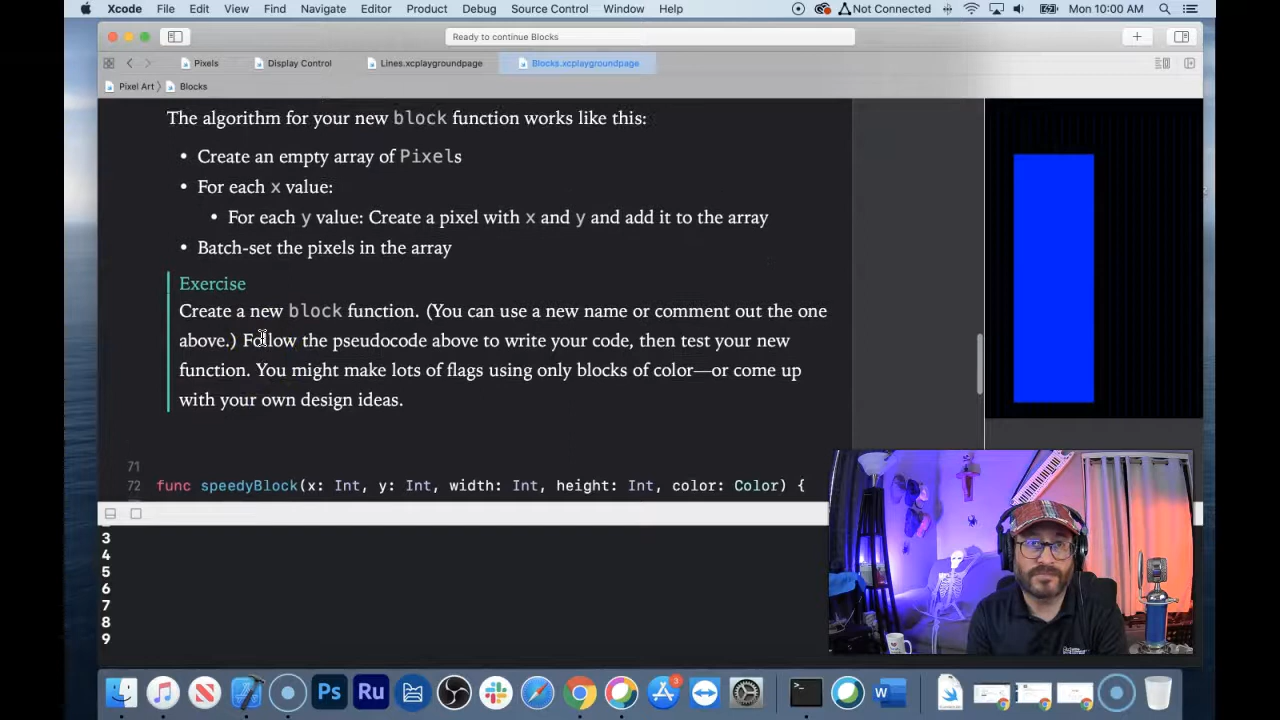 Xcode File Edit View Find Navigate Editor Product Debug Source Control Window Help Not Connected Mon 10:00 AM
Ready to continue Blocks
Pixels Display Control Lines.xcplaygroundpage Blocks.xcplaygroundpage
Pixel Art Blocks
The algorithm for your new block function works like this:
• Create an empty array of Pixels
• For each x value:
• For each y value: Create a pixel with x and y and add it to the array
• Batch-set the pixels in the array
Exercise
Create a new block function. (You can use a new name or comment out the one
above.) Follow the pseudocode above to write your code, then test your new
function. You might make lots of flags using only blocks of color—or come up
with your own design ideas.
71
72 func speedyBlock(x: Int, y: Int, width: Int, height: Int, color: Color) {
3
4
5
6
7
8
9
Ps Ru 3 W